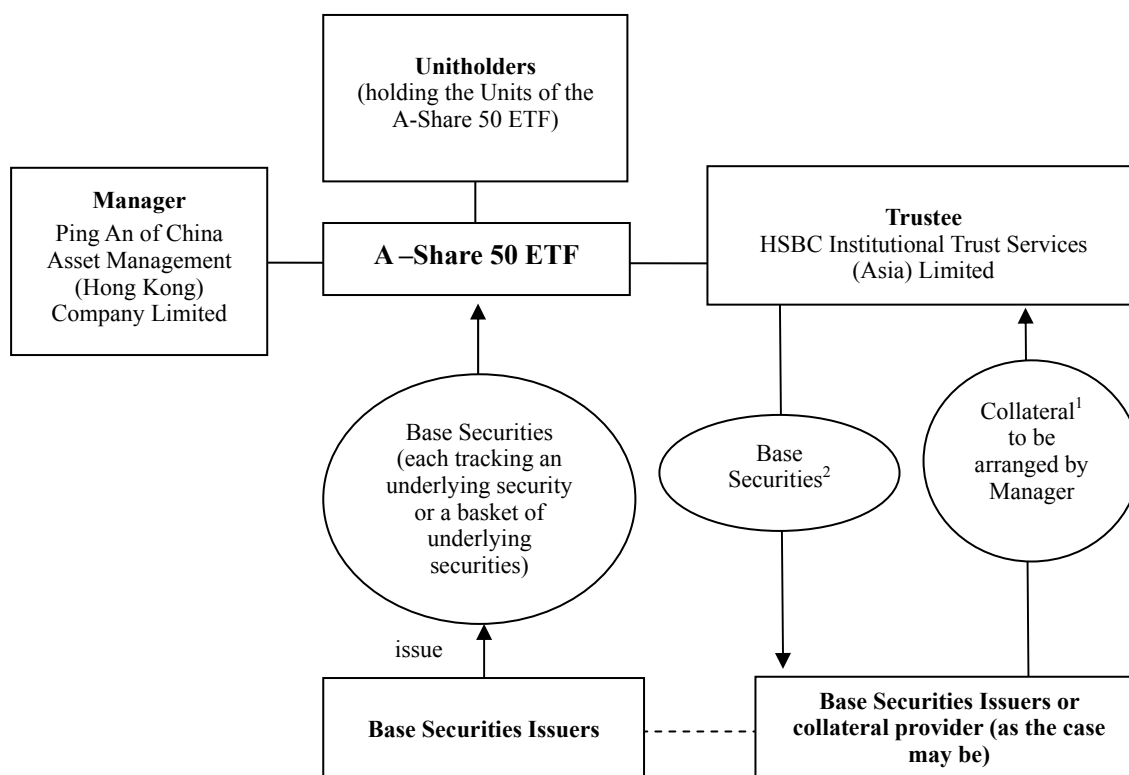 Unitholders
(holding the Units of the
A-Share 50 ETF)
Manager
Ping An of China
Asset Management
(Hong Kong)
Company Limited
A –Share 50 ETF
Trustee
HSBC Institutional Trust Services
(Asia) Limited
Base Securities
(each tracking an
underlying security
or a basket of
underlying
securities)
Base
Securities²
Collateral¹
to be
arranged by
Manager
issue
Base Securities Issuers
Base Securities Issuers or
collateral provider (as the case
may be)